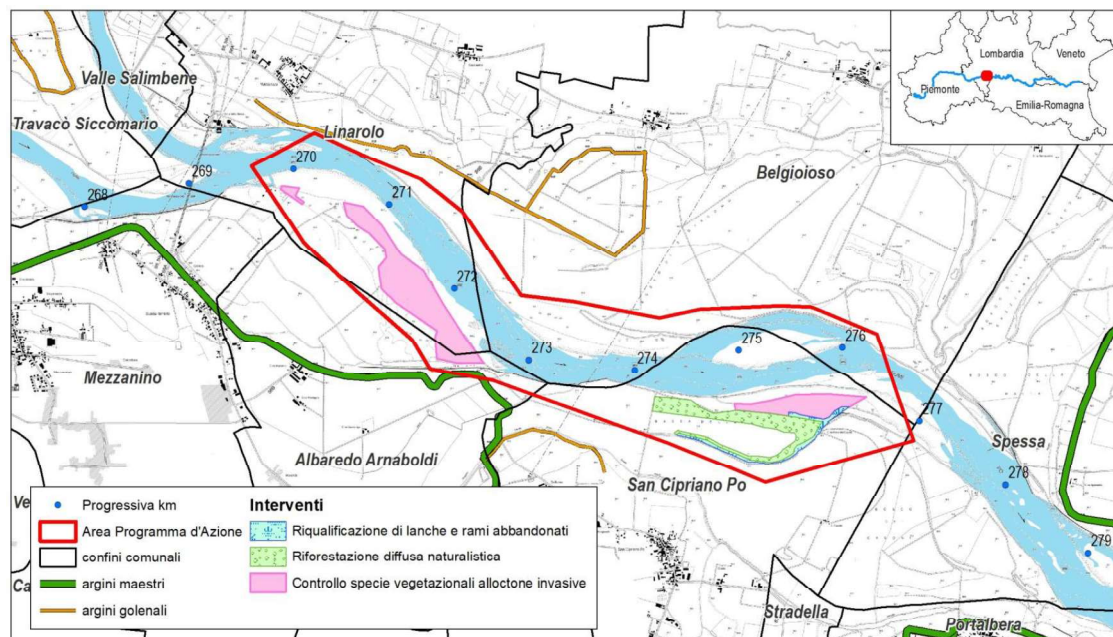 Lombardia
Veneto
Piemonte
Emilia-Romagna
Valle Salimbene
Travacò Siccomario
Linarolo
Belgioioso
268
269
270
271
272
273
274
275
276
277
278
279
Mezzanino
Albaredo Arnaboldi
San Cipriano Po
Spessa
Stradella
Portalbera
Progressiva km
Area Programma d'Azione
confini comunali
argini maestri
argini golenali
Interventi
Riqualificazione di lanche e rami abbandonati
Riforestazione diffusa naturalistica
Controllo specie vegetazionali alloctone invasive